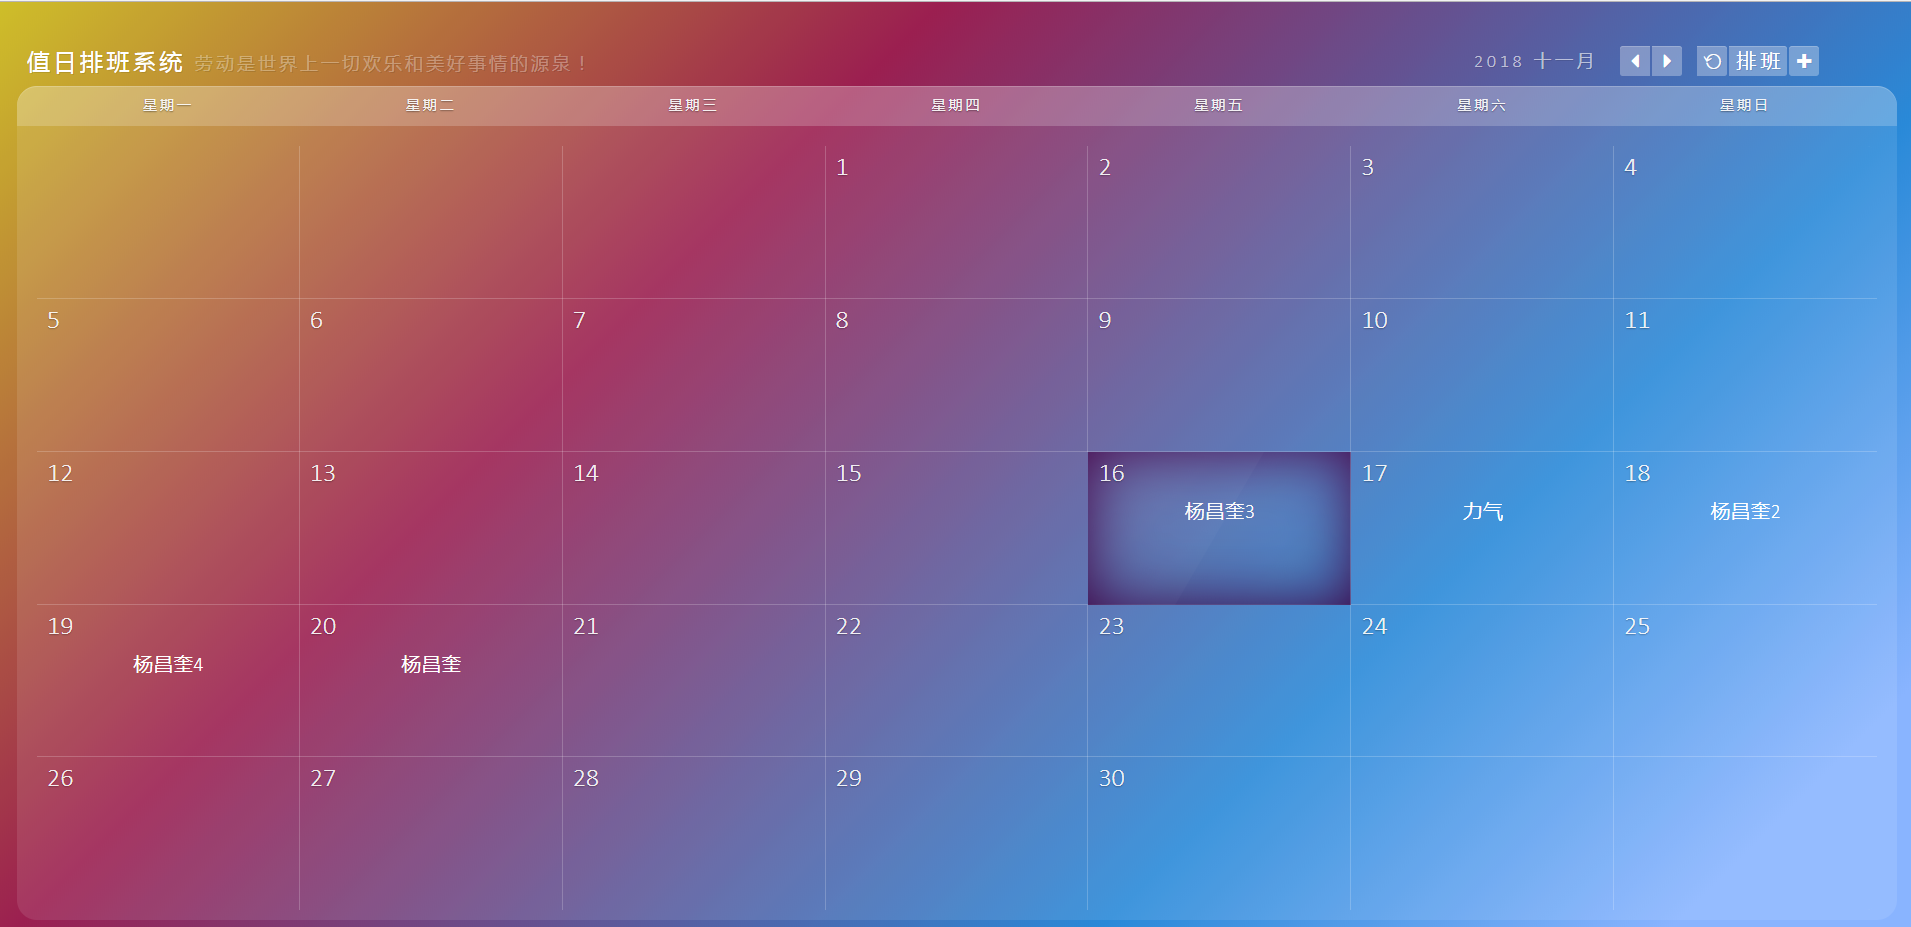 值日排班系统 劳动是世界上一切欢乐和美好事情的源泉！
2018 十一月 排班
星期一 星期二 星期三 星期四 星期五 星期六 星期日
1 2 3 4
5 6 7 8 9 10 11
12 13 14 15 16 17 18
杨昌奎3 力气 杨昌奎2
19 20 21 22 23 24 25
杨昌奎4 杨昌奎
26 27 28 29 30